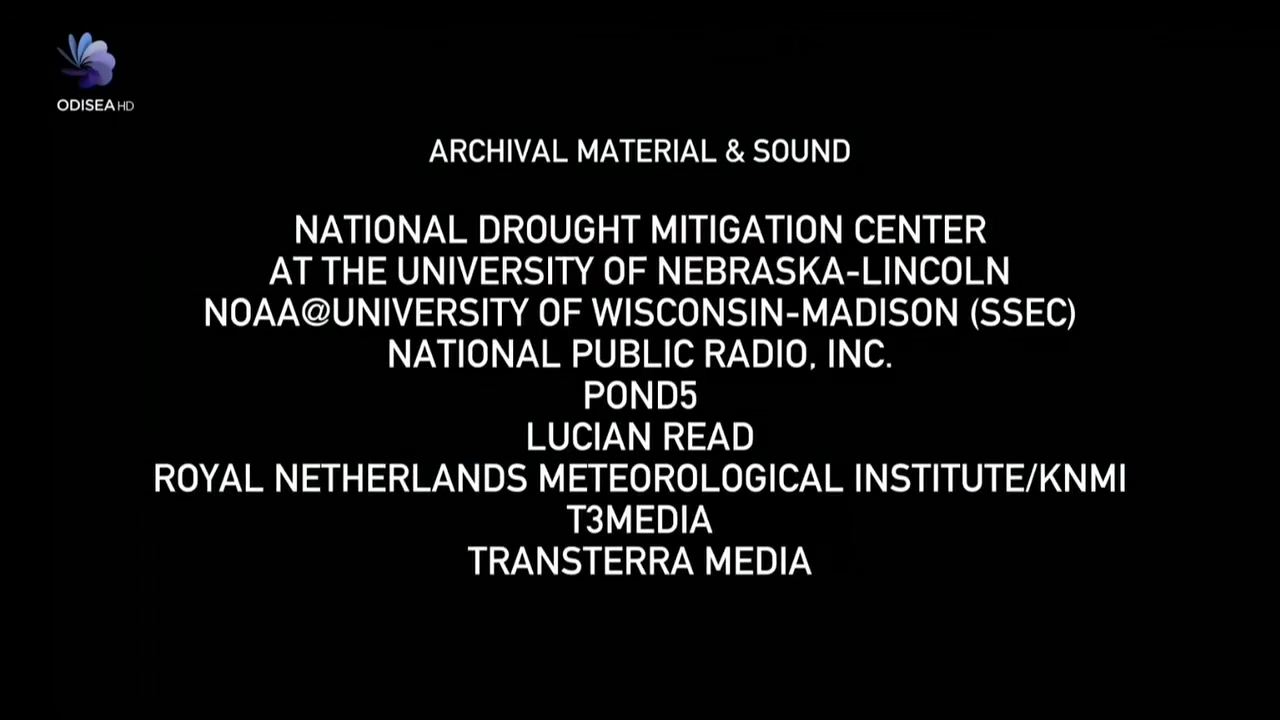 ODISEA HD
ARCHIVAL MATERIAL & SOUND
NATIONAL DROUGHT MITIGATION CENTER
AT THE UNIVERSITY OF NEBRASKA-LINCOLN
NOAA@UNIVERSITY OF WISCONSIN-MADISON (SSEC)
NATIONAL PUBLIC RADIO, INC.
POND5
LUCIAN READ
ROYAL NETHERLANDS METEOROLOGICAL INSTITUTE/KNMI
T3MEDIA
TRANSTERRA MEDIA